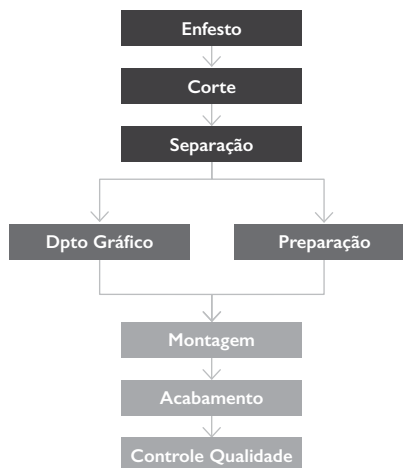 Enfesto
Corte
Separação
Dpto Gráfico
Preparação
Montagem
Acabamento
Controle Qualidade